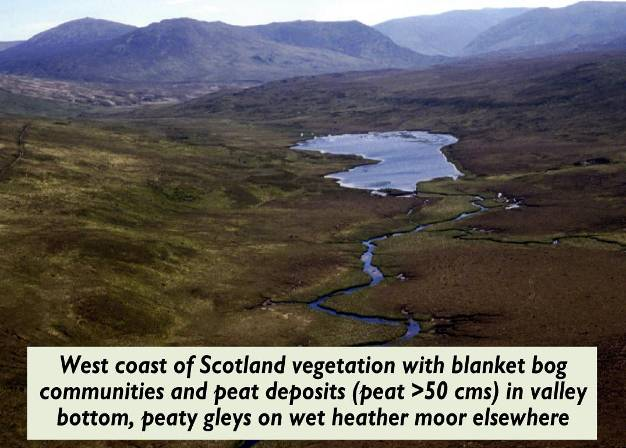 West coast of Scotland vegetation with blanket bog
communities and peat deposits (peat >50 cms) in valley
bottom, peaty gleys on wet heather moor elsewhere